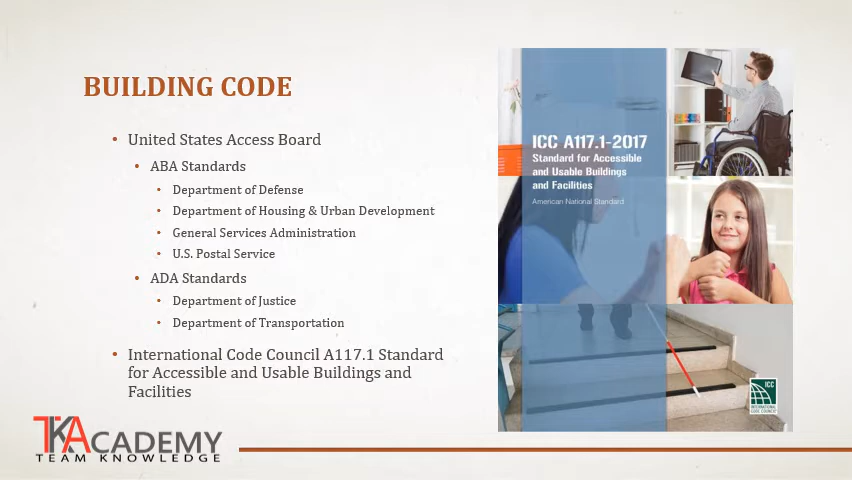 BUILDING CODE
• United States Access Board
• ABA Standards
• Department of Defense
• Department of Housing & Urban Development
• General Services Administration
• U.S. Postal Service
• ADA Standards
• Department of Justice
• Department of Transportation
• International Code Council A117.1 Standard
for Accessible and Usable Buildings and
Facilities
ICC A117.1-2017
Standard for Accessible
and Usable Buildings
and Facilities
American National Standard
ICC
INTERNATIONAL
CODE COUNCIL
TKACADEMY
TEAM KNOWLEDGE